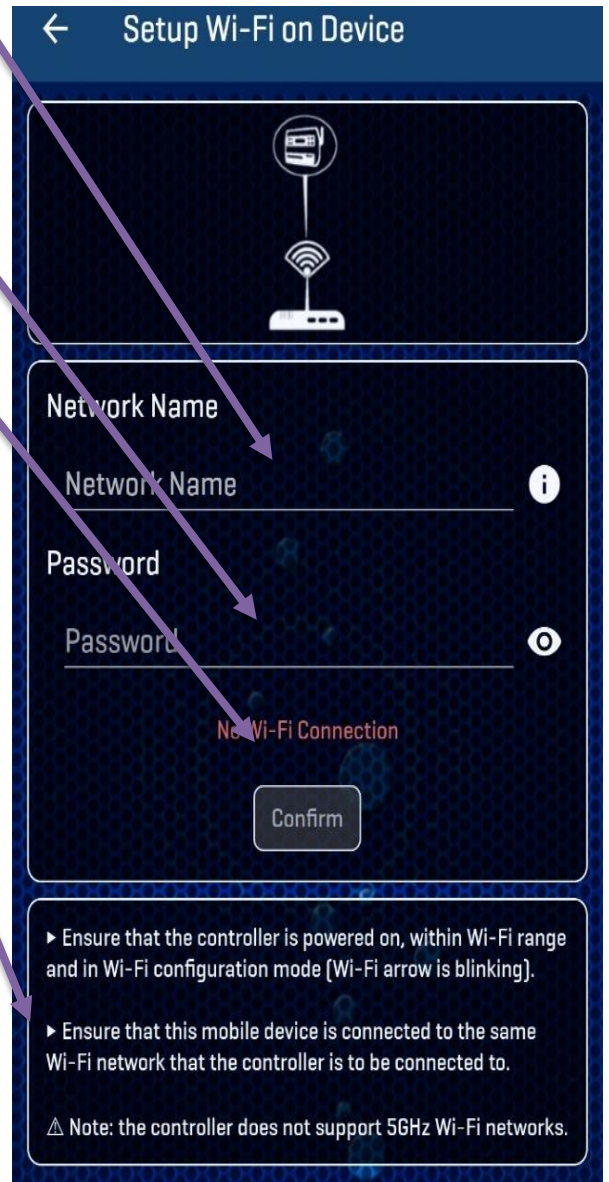 Setup Wi-Fi on Device
Network Name
Network Name
Password
Password
No Wi-Fi Connection
Confirm
▸ Ensure that the controller is powered on, within Wi-Fi range
and in Wi-Fi configuration mode (Wi-Fi arrow is blinking).
▸ Ensure that this mobile device is connected to the same
Wi-Fi network that the controller is to be connected to.
⚠ Note: the controller does not support 5GHz Wi-Fi networks.